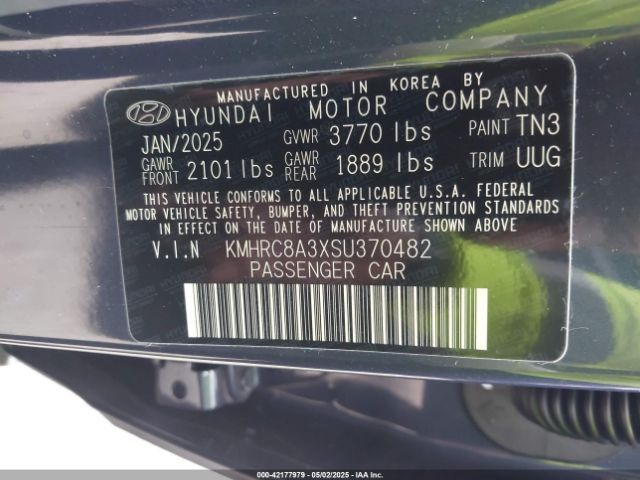 MANUFACTURED IN KOREA BY
HYUNDAI MOTOR COMPANY
JAN/2025 GVWR 3770 lbs PAINT TN3
GAWR FRONT 2101 lbs GAWR REAR 1889 lbs TRIM UUG
THIS VEHICLE CONFORMS TO ALL APPLICABLE U.S.A. FEDERAL
MOTOR VEHICLE SAFETY, BUMPER, AND THEFT PREVENTION STANDARDS
IN EFFECT ON THE DATE OF MANUFACTURE SHOWN ABOVE
V.I.N KMHRC8A3XSU370482
PASSENGER CAR
000-42177979 - 05/02/2025 - IAAI.COM